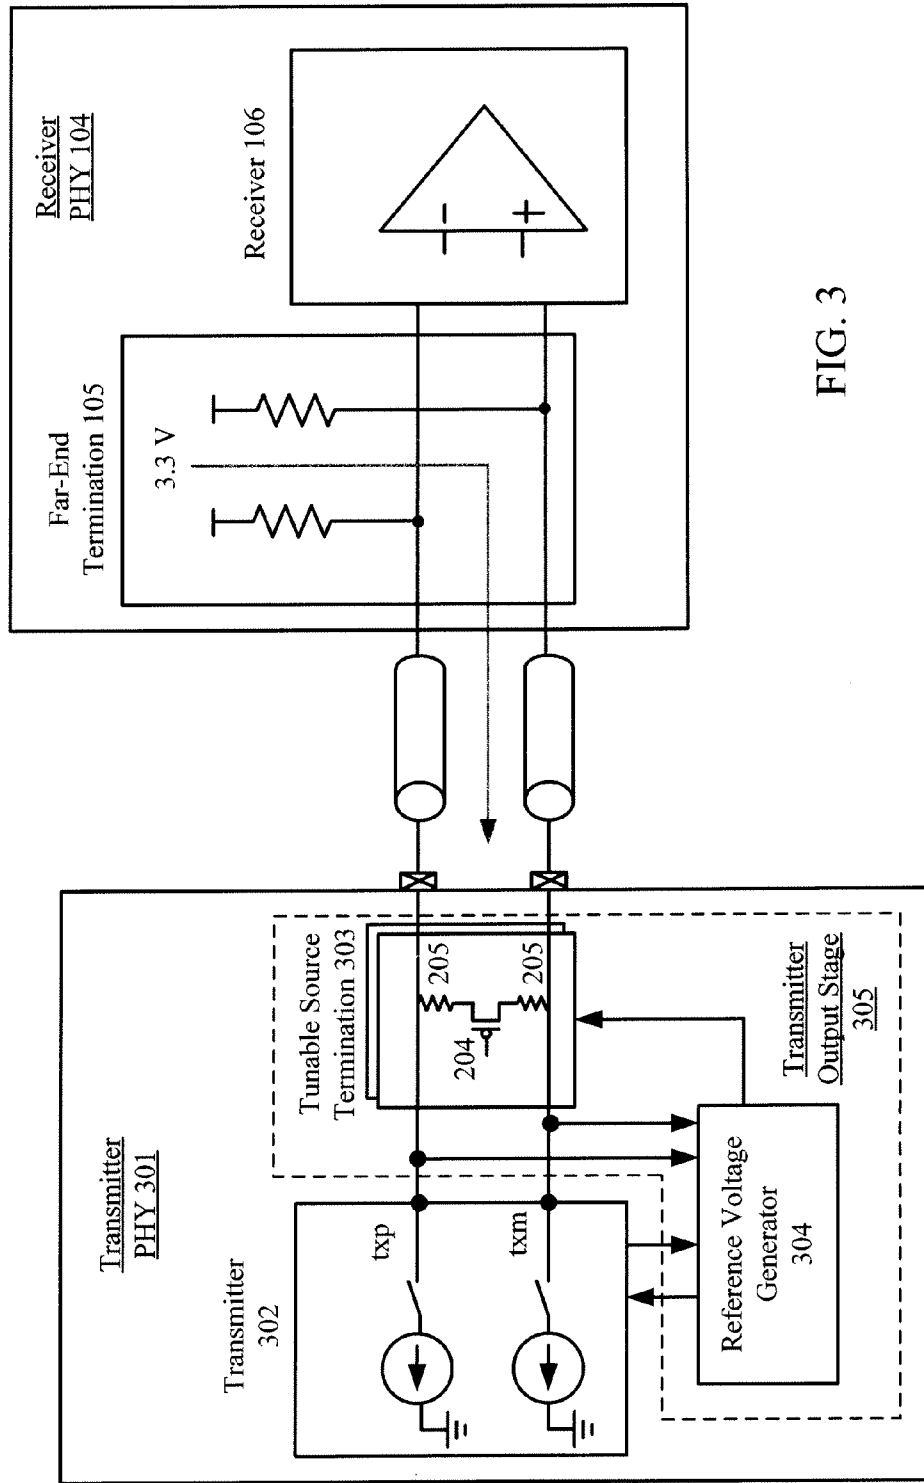 Transmitter
PHY 301
Transmitter
302
txp
txm
Tunable Source
Termination 303
205
204
205
Reference Voltage
Generator
304
Transmitter
Output Stage
305
Receiver
PHY 104
Far-End
Termination 105
3.3 V
Receiver 106
−
+
FIG. 3